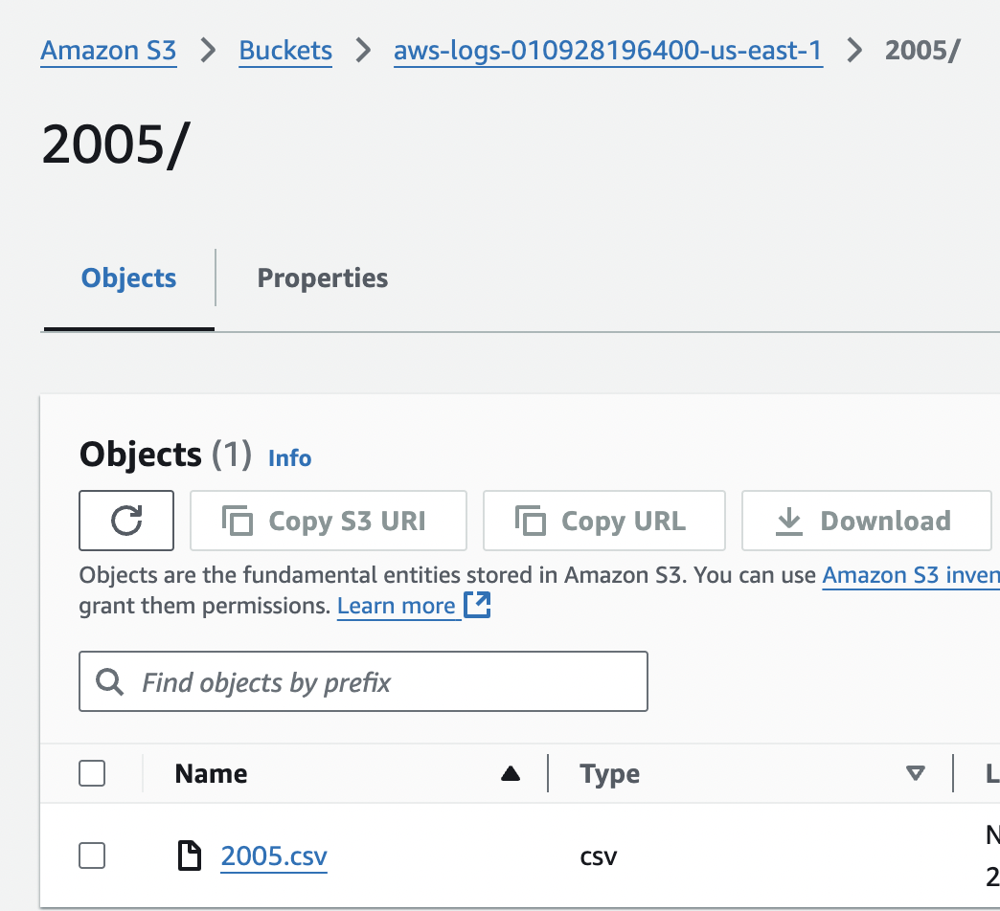 Amazon S3 > Buckets > aws-logs-010928196400-us-east-1 > 2005/
2005/
Objects Properties
Objects (1) Info
Copy S3 URI Copy URL Download
Objects are the fundamental entities stored in Amazon S3. You can use Amazon S3 inven
grant them permissions. Learn more
Find objects by prefix
Name Type L
2005.csv csv N
2